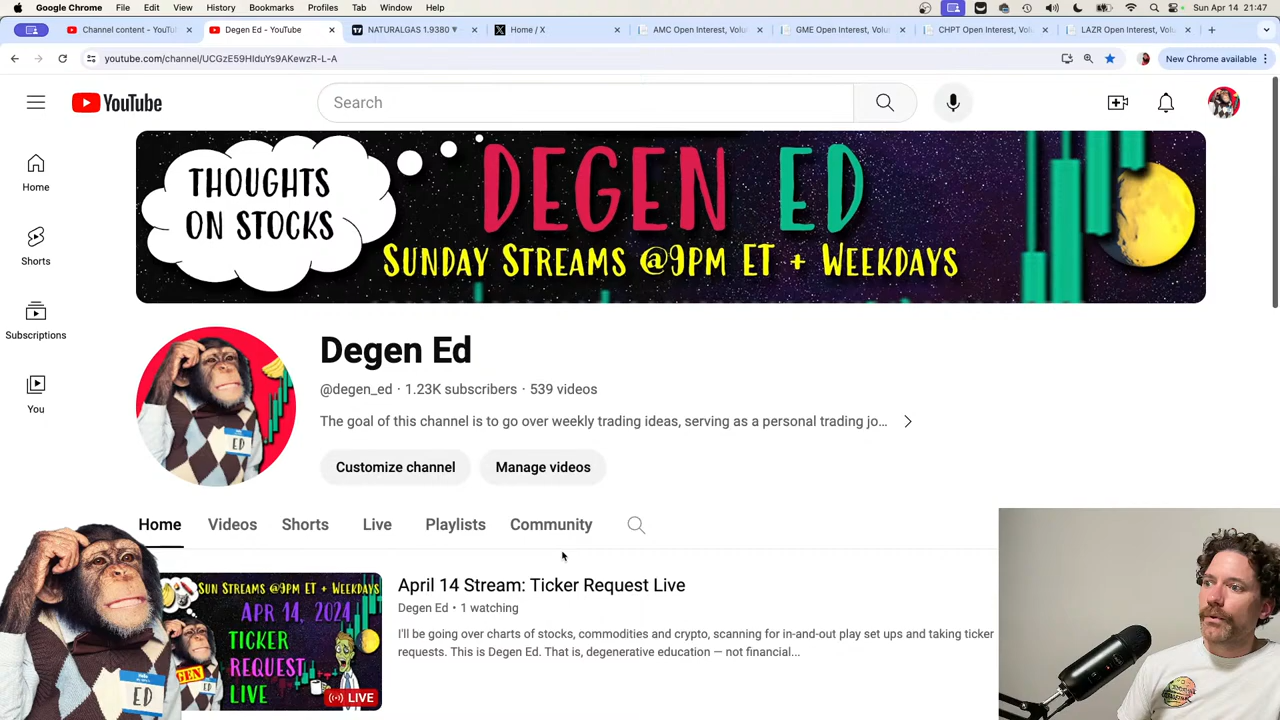 Google Chrome File Edit View History Bookmarks Profiles Tab Window Help Sun Apr 14 21:47
Channel content - YouTu Degen Ed - YouTube NATURALGAS 1.9380 ▼ Home / X AMC Open Interest, Volu GME Open Interest, Volu CHPT Open Interest, Vol LAZR Open Interest, Vol
youtube.com/channel/UCGzE59HIduYs9AKewzR-L-A New Chrome available
YouTube
Search
Home
Shorts
Subscriptions
You
THOUGHTS
ON STOCKS
DEGEN ED
SUNDAY STREAMS @9PM ET + WEEKDAYS
ED
Degen Ed
@degen_ed · 1.23K subscribers · 539 videos
The goal of this channel is to go over weekly trading ideas, serving as a personal trading jo...
Customize channel Manage videos
Home Videos Shorts Live Playlists Community
SUN STREAMS @9PM ET + WEEKDAYS
APR 14, 2024
TICKER
REQUEST
LIVE
LIVE
GEN
ED
ED
April 14 Stream: Ticker Request Live
Degen Ed • 1 watching
I'll be going over charts of stocks, commodities and crypto, scanning for in-and-out play set ups and taking ticker
requests. This is Degen Ed. That is, degenerative education — not financial...